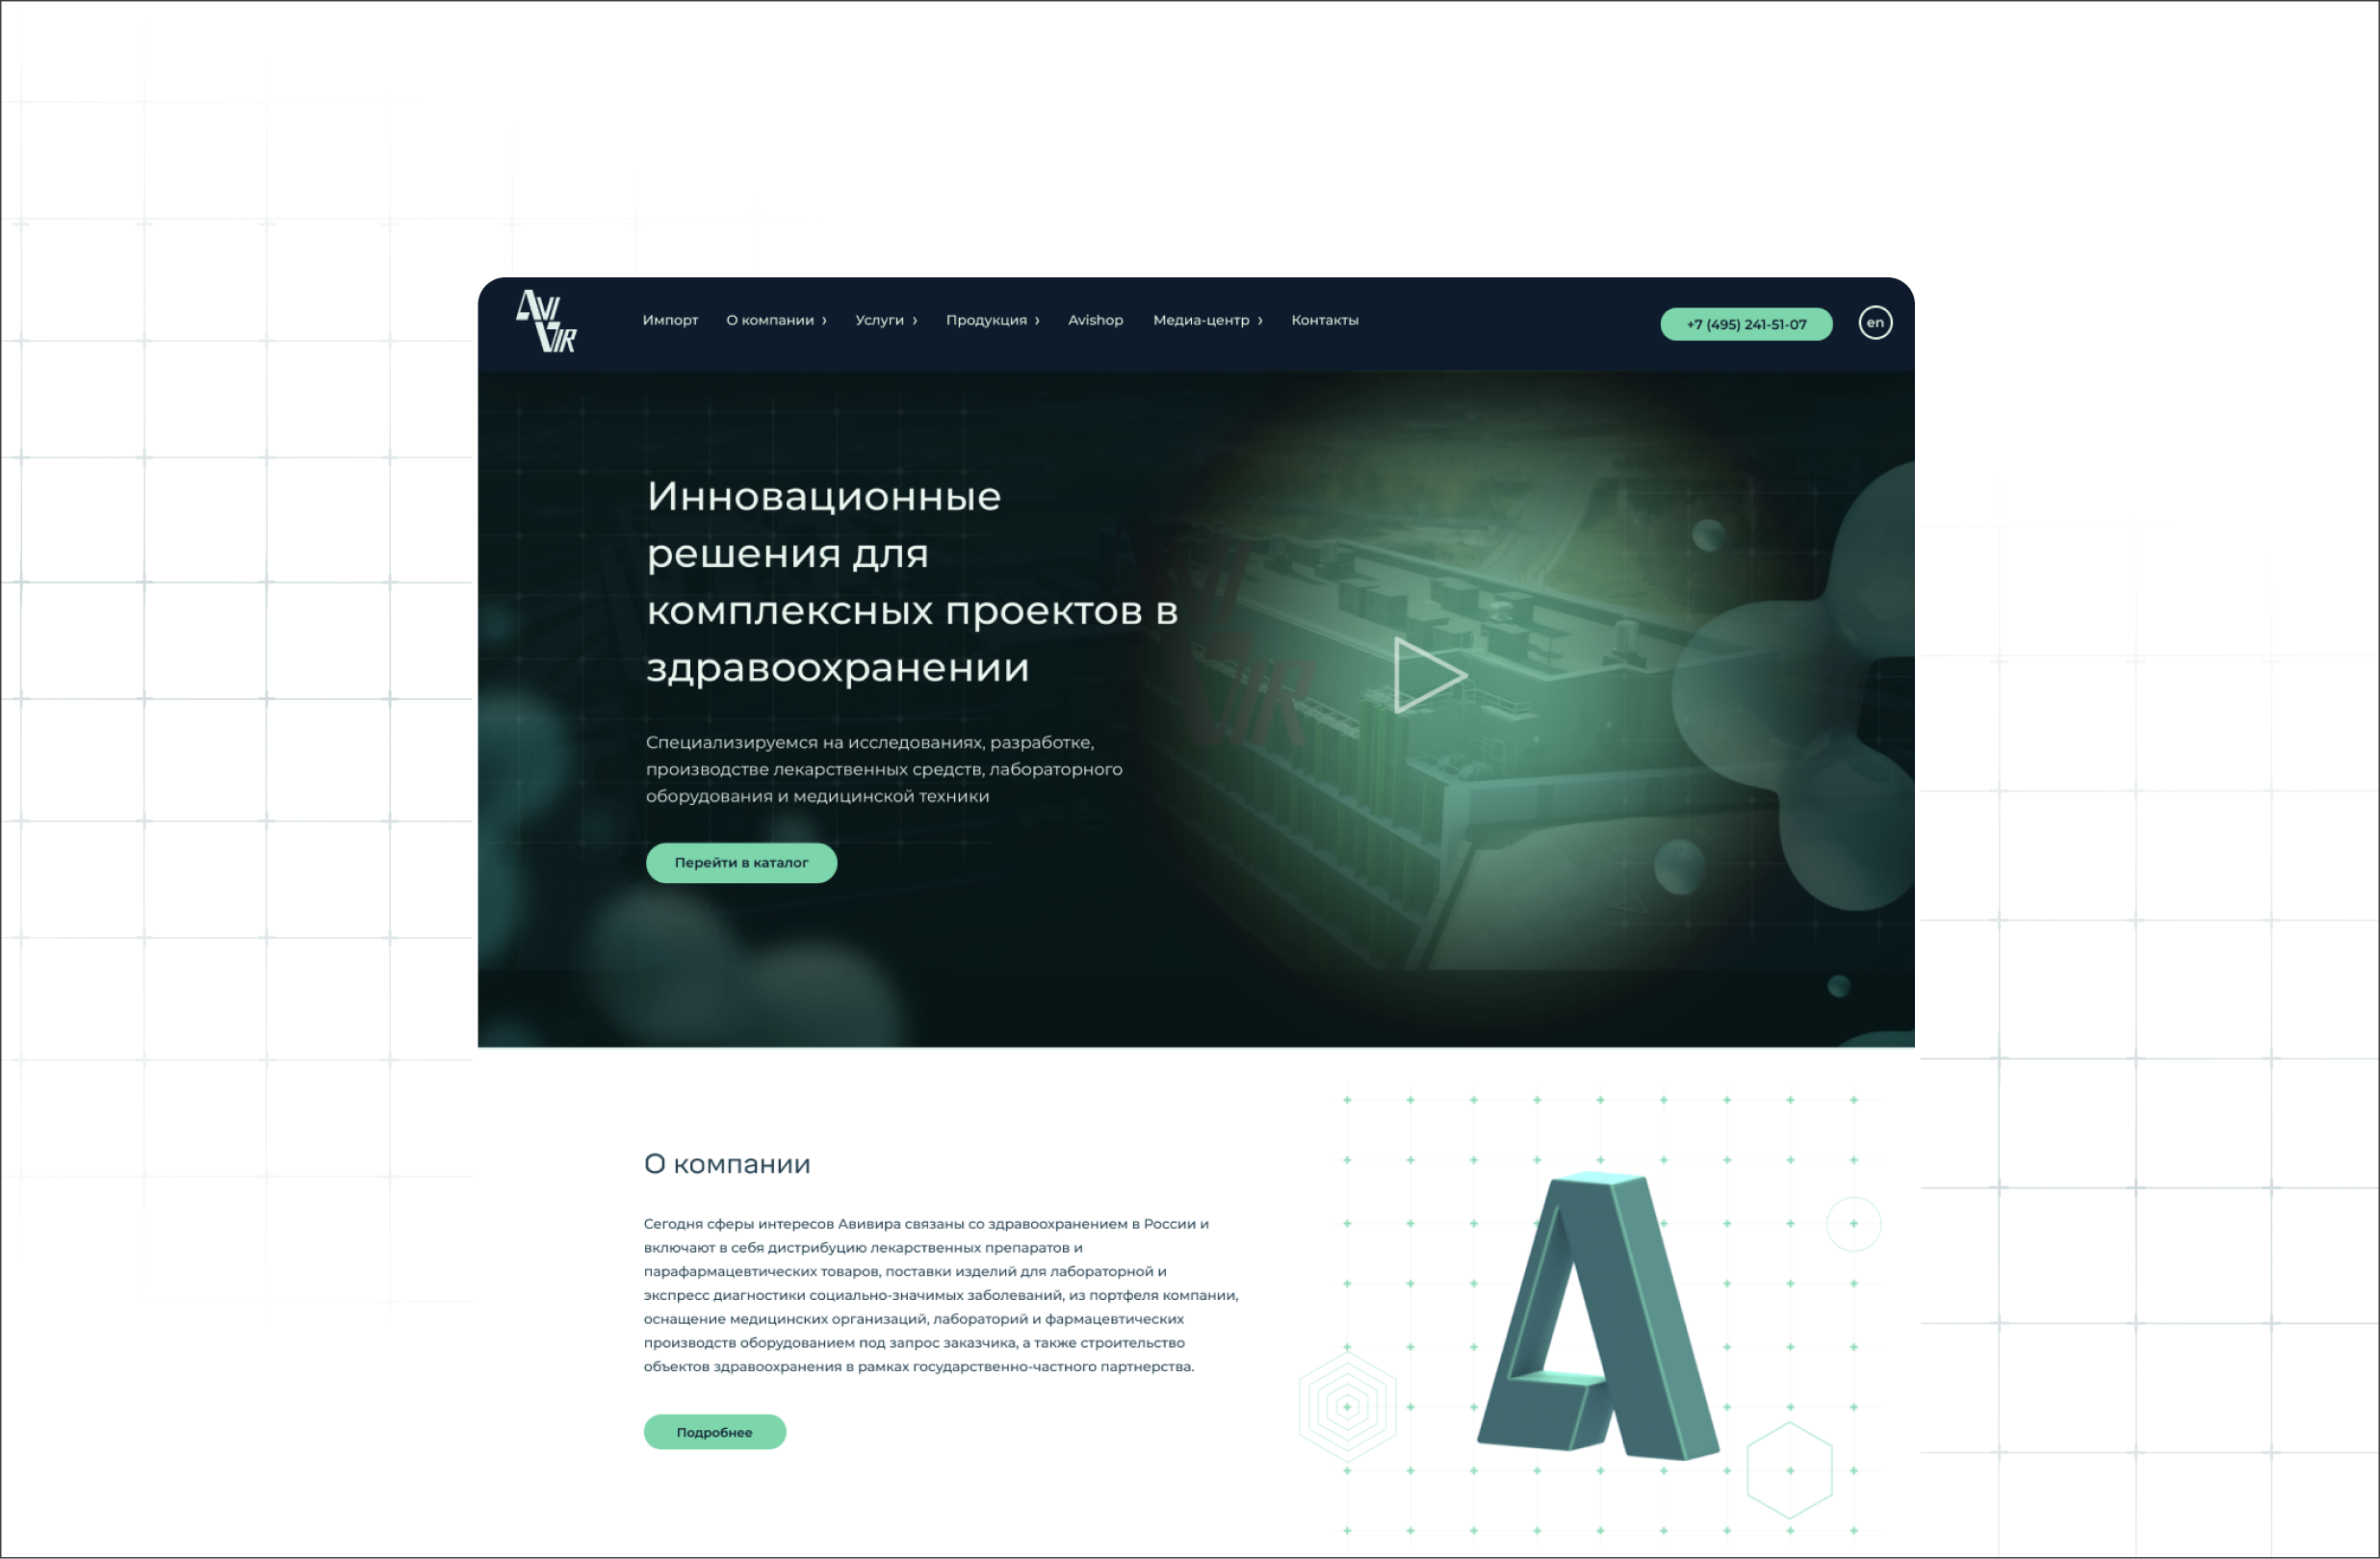 AVI
VIR
Импорт
О компании
Услуги
Продукция
Avishop
Медиа-центр
Контакты
+7 (495) 241-51-07
en
Инновационные
решения для
комплексных проектов в
здравоохранении
AVI
VIR
Специализируемся на исследованиях, разработке,
производстве лекарственных средств, лабораторного
оборудования и медицинской техники
Перейти в каталог
О компании
Сегодня сферы интересов Авивира связаны со здравоохранением в России и
включают в себя дистрибуцию лекарственных препаратов и
парафармацевтических товаров, поставки изделий для лабораторной и
экспресс диагностики социально-значимых заболеваний, из портфеля компании,
оснащение медицинских организаций, лабораторий и фармацевтических
производств оборудованием под запрос заказчика, а также строительство
объектов здравоохранения в рамках государственно-частного партнерства.
Подробнее
A